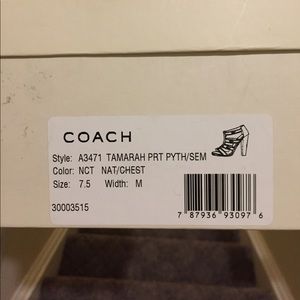 COACH
Style: A3471 TAMARAH PRT PYTH/SEM
Color: NCT NAT/CHEST
Size: 7.5 Width: M
30003515
7 87936 93097 6